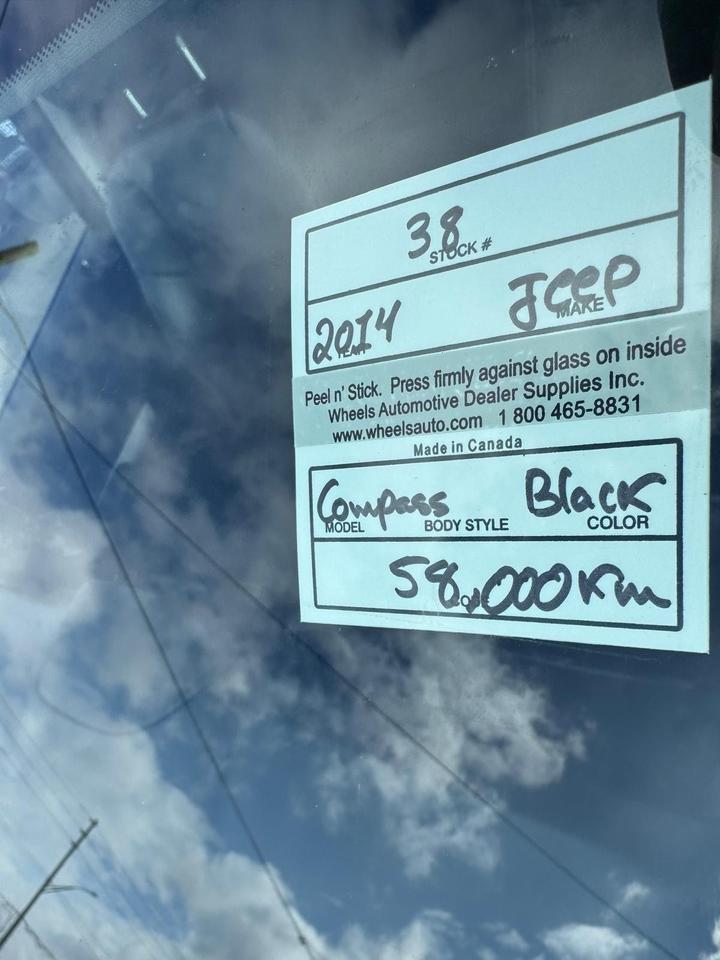 38
STOCK #
2014 Jeep
YEAR MAKE
Peel n' Stick. Press firmly against glass on inside
Wheels Automotive Dealer Supplies Inc.
www.wheelsauto.com 1 800 465-8831
Made in Canada
Compass Black
MODEL BODY STYLE COLOR
58,000 Km